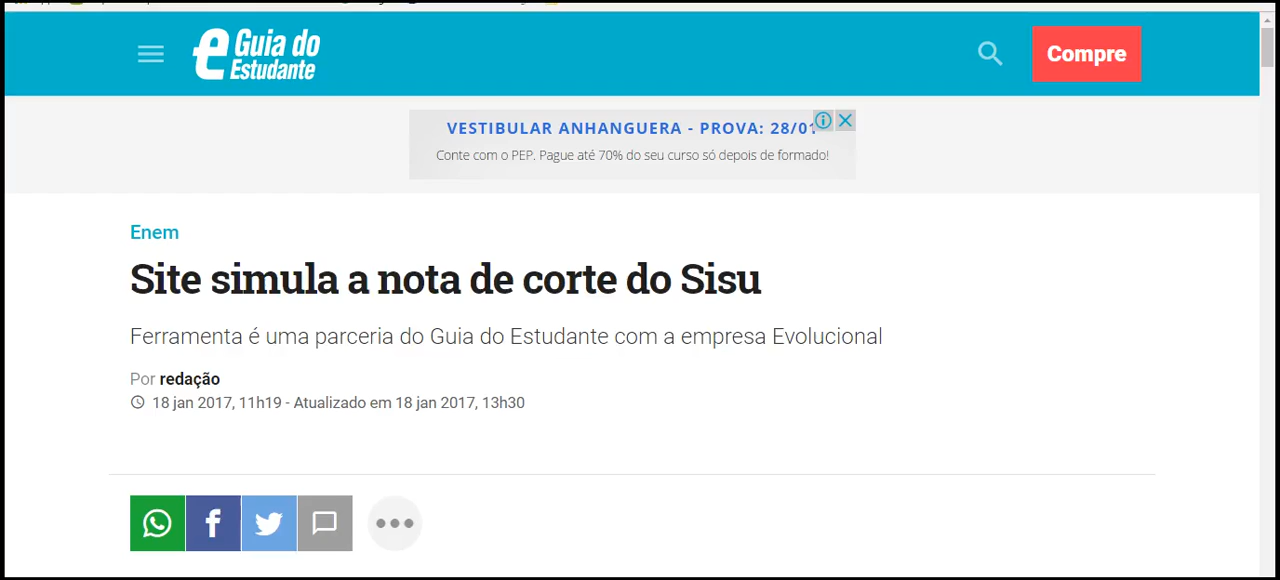 Guia do
Estudante
Compre
VESTIBULAR ANHANGUERA - PROVA: 28/01
Conte com o PEP. Pague até 70% do seu curso só depois de formado!
Enem
Site simula a nota de corte do Sisu
Ferramenta é uma parceria do Guia do Estudante com a empresa Evolucional
Por redação
18 jan 2017, 11h19 - Atualizado em 18 jan 2017, 13h30